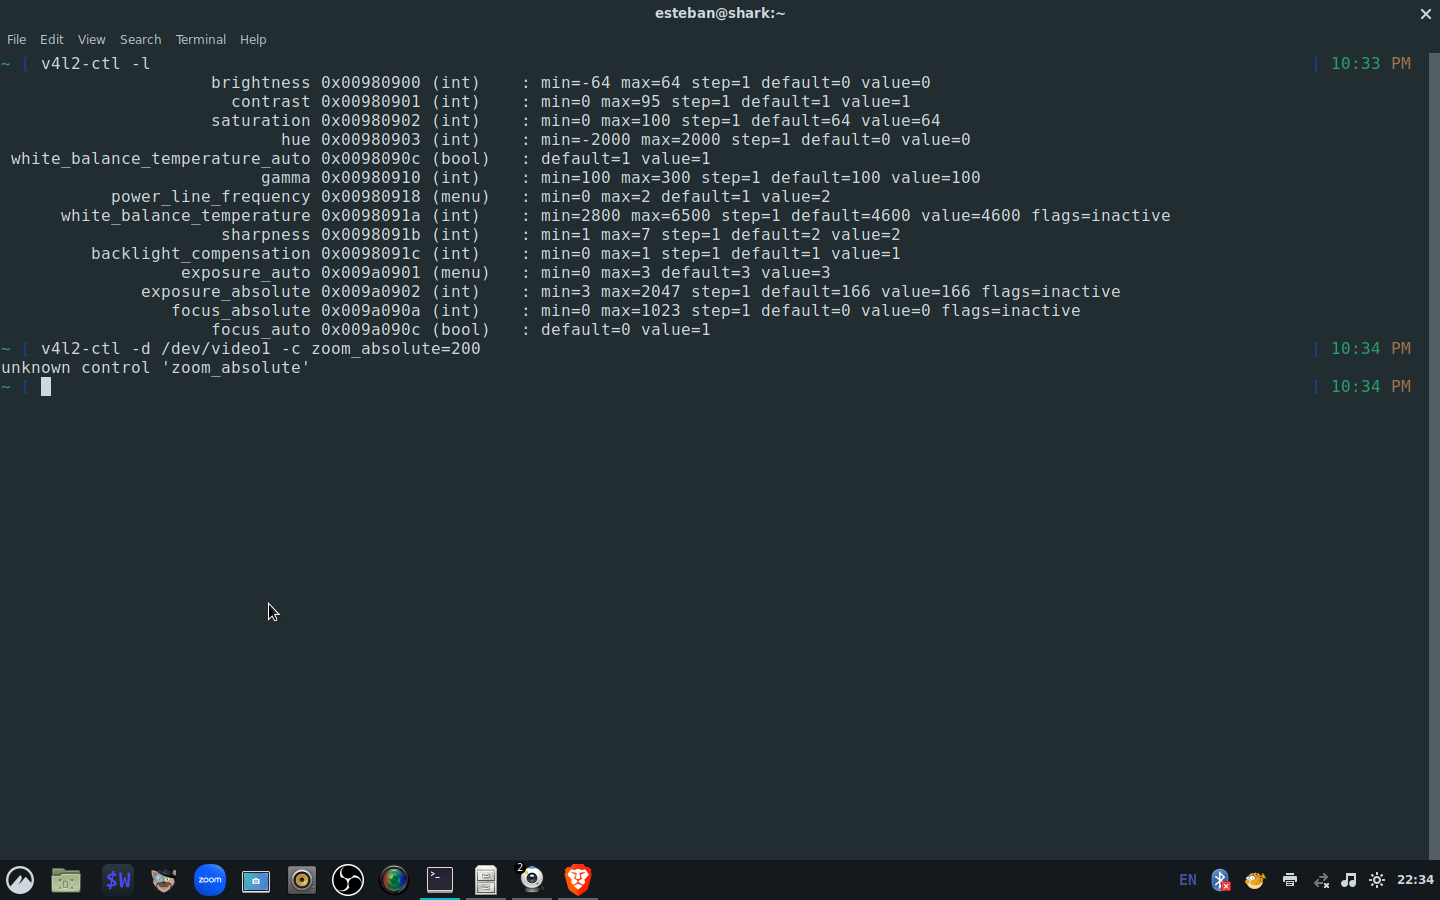 esteban@shark:~
File Edit View Search Terminal Help
~ [ v4l2-ctl -l ] 10:33 PM
brightness 0x00980900 (int) : min=-64 max=64 step=1 default=0 value=0
contrast 0x00980901 (int) : min=0 max=95 step=1 default=1 value=1
saturation 0x00980902 (int) : min=0 max=100 step=1 default=64 value=64
hue 0x00980903 (int) : min=-2000 max=2000 step=1 default=0 value=0
white_balance_temperature_auto 0x0098090c (bool) : default=1 value=1
gamma 0x00980910 (int) : min=100 max=300 step=1 default=100 value=100
power_line_frequency 0x00980918 (menu) : min=0 max=2 default=1 value=2
white_balance_temperature 0x0098091a (int) : min=2800 max=6500 step=1 default=4600 value=4600 flags=inactive
sharpness 0x0098091b (int) : min=1 max=7 step=1 default=2 value=2
backlight_compensation 0x0098091c (int) : min=0 max=1 step=1 default=1 value=1
exposure_auto 0x009a0901 (menu) : min=0 max=3 default=3 value=3
exposure_absolute 0x009a0902 (int) : min=3 max=2047 step=1 default=166 value=166 flags=inactive
focus_absolute 0x009a090a (int) : min=0 max=1023 step=1 default=0 value=0 flags=inactive
focus_auto 0x009a090c (bool) : default=0 value=1
~ [ v4l2-ctl -d /dev/video1 -c zoom_absolute=200 ] 10:34 PM
unknown control 'zoom_absolute'
~ [ ] 10:34 PM
$W zoom >_ 2 EN 22:34